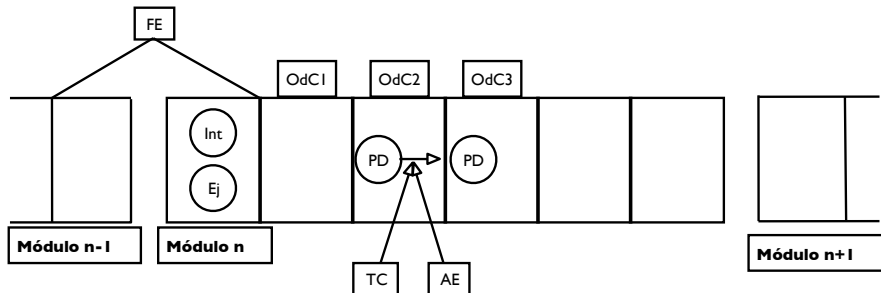 FE
OdC1
OdC2
OdC3
Int
PD
PD
Ej
Módulo n-1
Módulo n
Módulo n+1
TC
AE